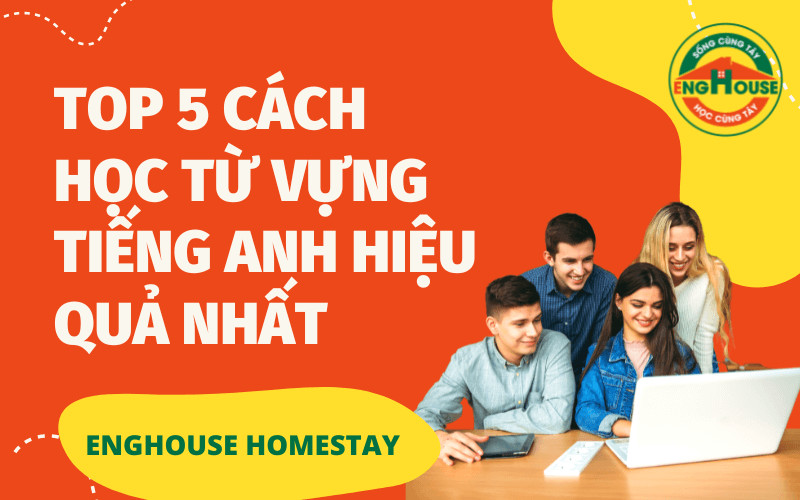 TOP 5 CÁCH
HỌC TỪ VỰNG
TIẾNG ANH HIỆU
QUẢ NHẤT
ENGHOUSE HOMESTAY
SỐNG CÙNG TÂY
ENGHOUSE
HỌC CÙNG TÂY